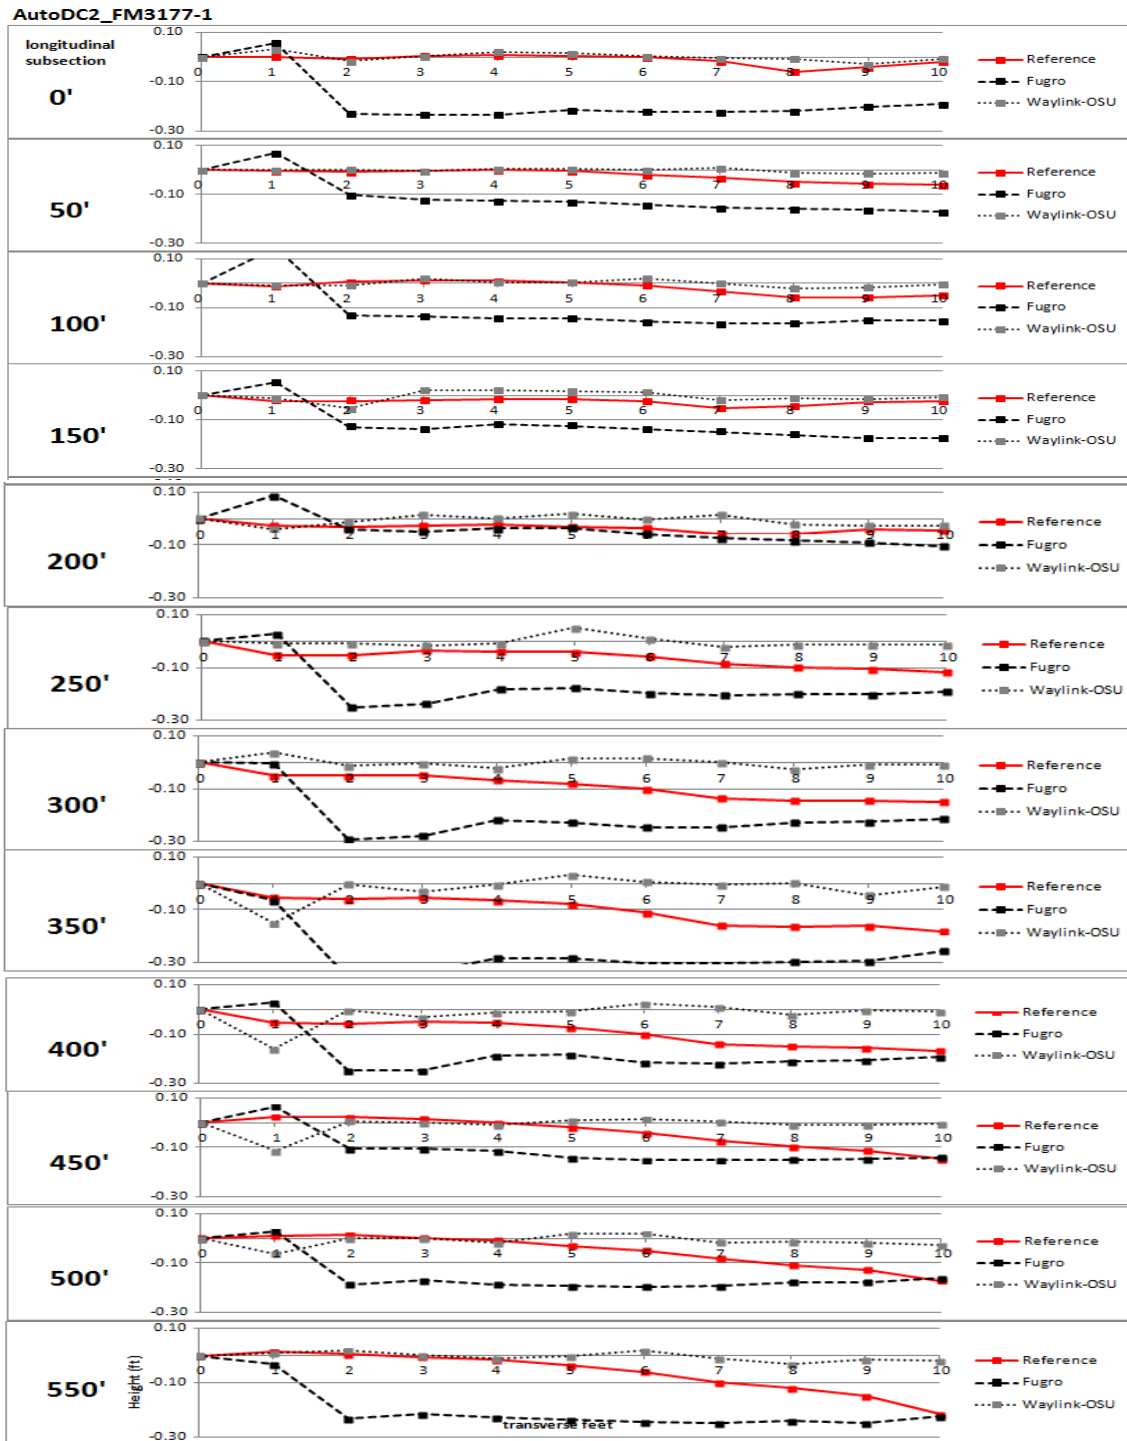 AutoDC2_FM3177-1
longitudinal
subsection
0'
0.10
-0.10
-0.30
0 1 2 3 4 5 6 7 8 9 10
Reference
Fugro
Waylink-OSU
50'
0.10
-0.10
-0.30
0 1 2 3 4 5 6 7 8 9 10
Reference
Fugro
Waylink-OSU
100'
0.10
-0.10
-0.30
0 1 2 3 4 5 6 7 8 9 10
Reference
Fugro
Waylink-OSU
150'
0.10
-0.10
-0.30
0 1 2 3 4 5 6 7 8 9 10
Reference
Fugro
Waylink-OSU
200'
0.10
-0.10
-0.30
0 1 2 3 4 5 6 7 8 9 10
Reference
Fugro
Waylink-OSU
250'
0.10
-0.10
-0.30
0 1 2 3 4 5 6 7 8 9 10
Reference
Fugro
Waylink-OSU
300'
0.10
-0.10
-0.30
0 1 2 3 4 5 6 7 8 9 10
Reference
Fugro
Waylink-OSU
350'
0.10
-0.10
-0.30
0 1 2 3 4 5 6 7 8 9 10
Reference
Fugro
Waylink-OSU
400'
0.10
-0.10
-0.30
0 1 2 3 4 5 6 7 8 9 10
Reference
Fugro
Waylink-OSU
450'
0.10
-0.10
-0.30
0 1 2 3 4 5 6 7 8 9 10
Reference
Fugro
Waylink-OSU
500'
0.10
-0.10
-0.30
0 1 2 3 4 5 6 7 8 9 10
Reference
Fugro
Waylink-OSU
550'
Height (ft)
0.10
-0.10
-0.30
0 1 2 3 4 5 6 7 8 9 10
transverse feet
Reference
Fugro
Waylink-OSU